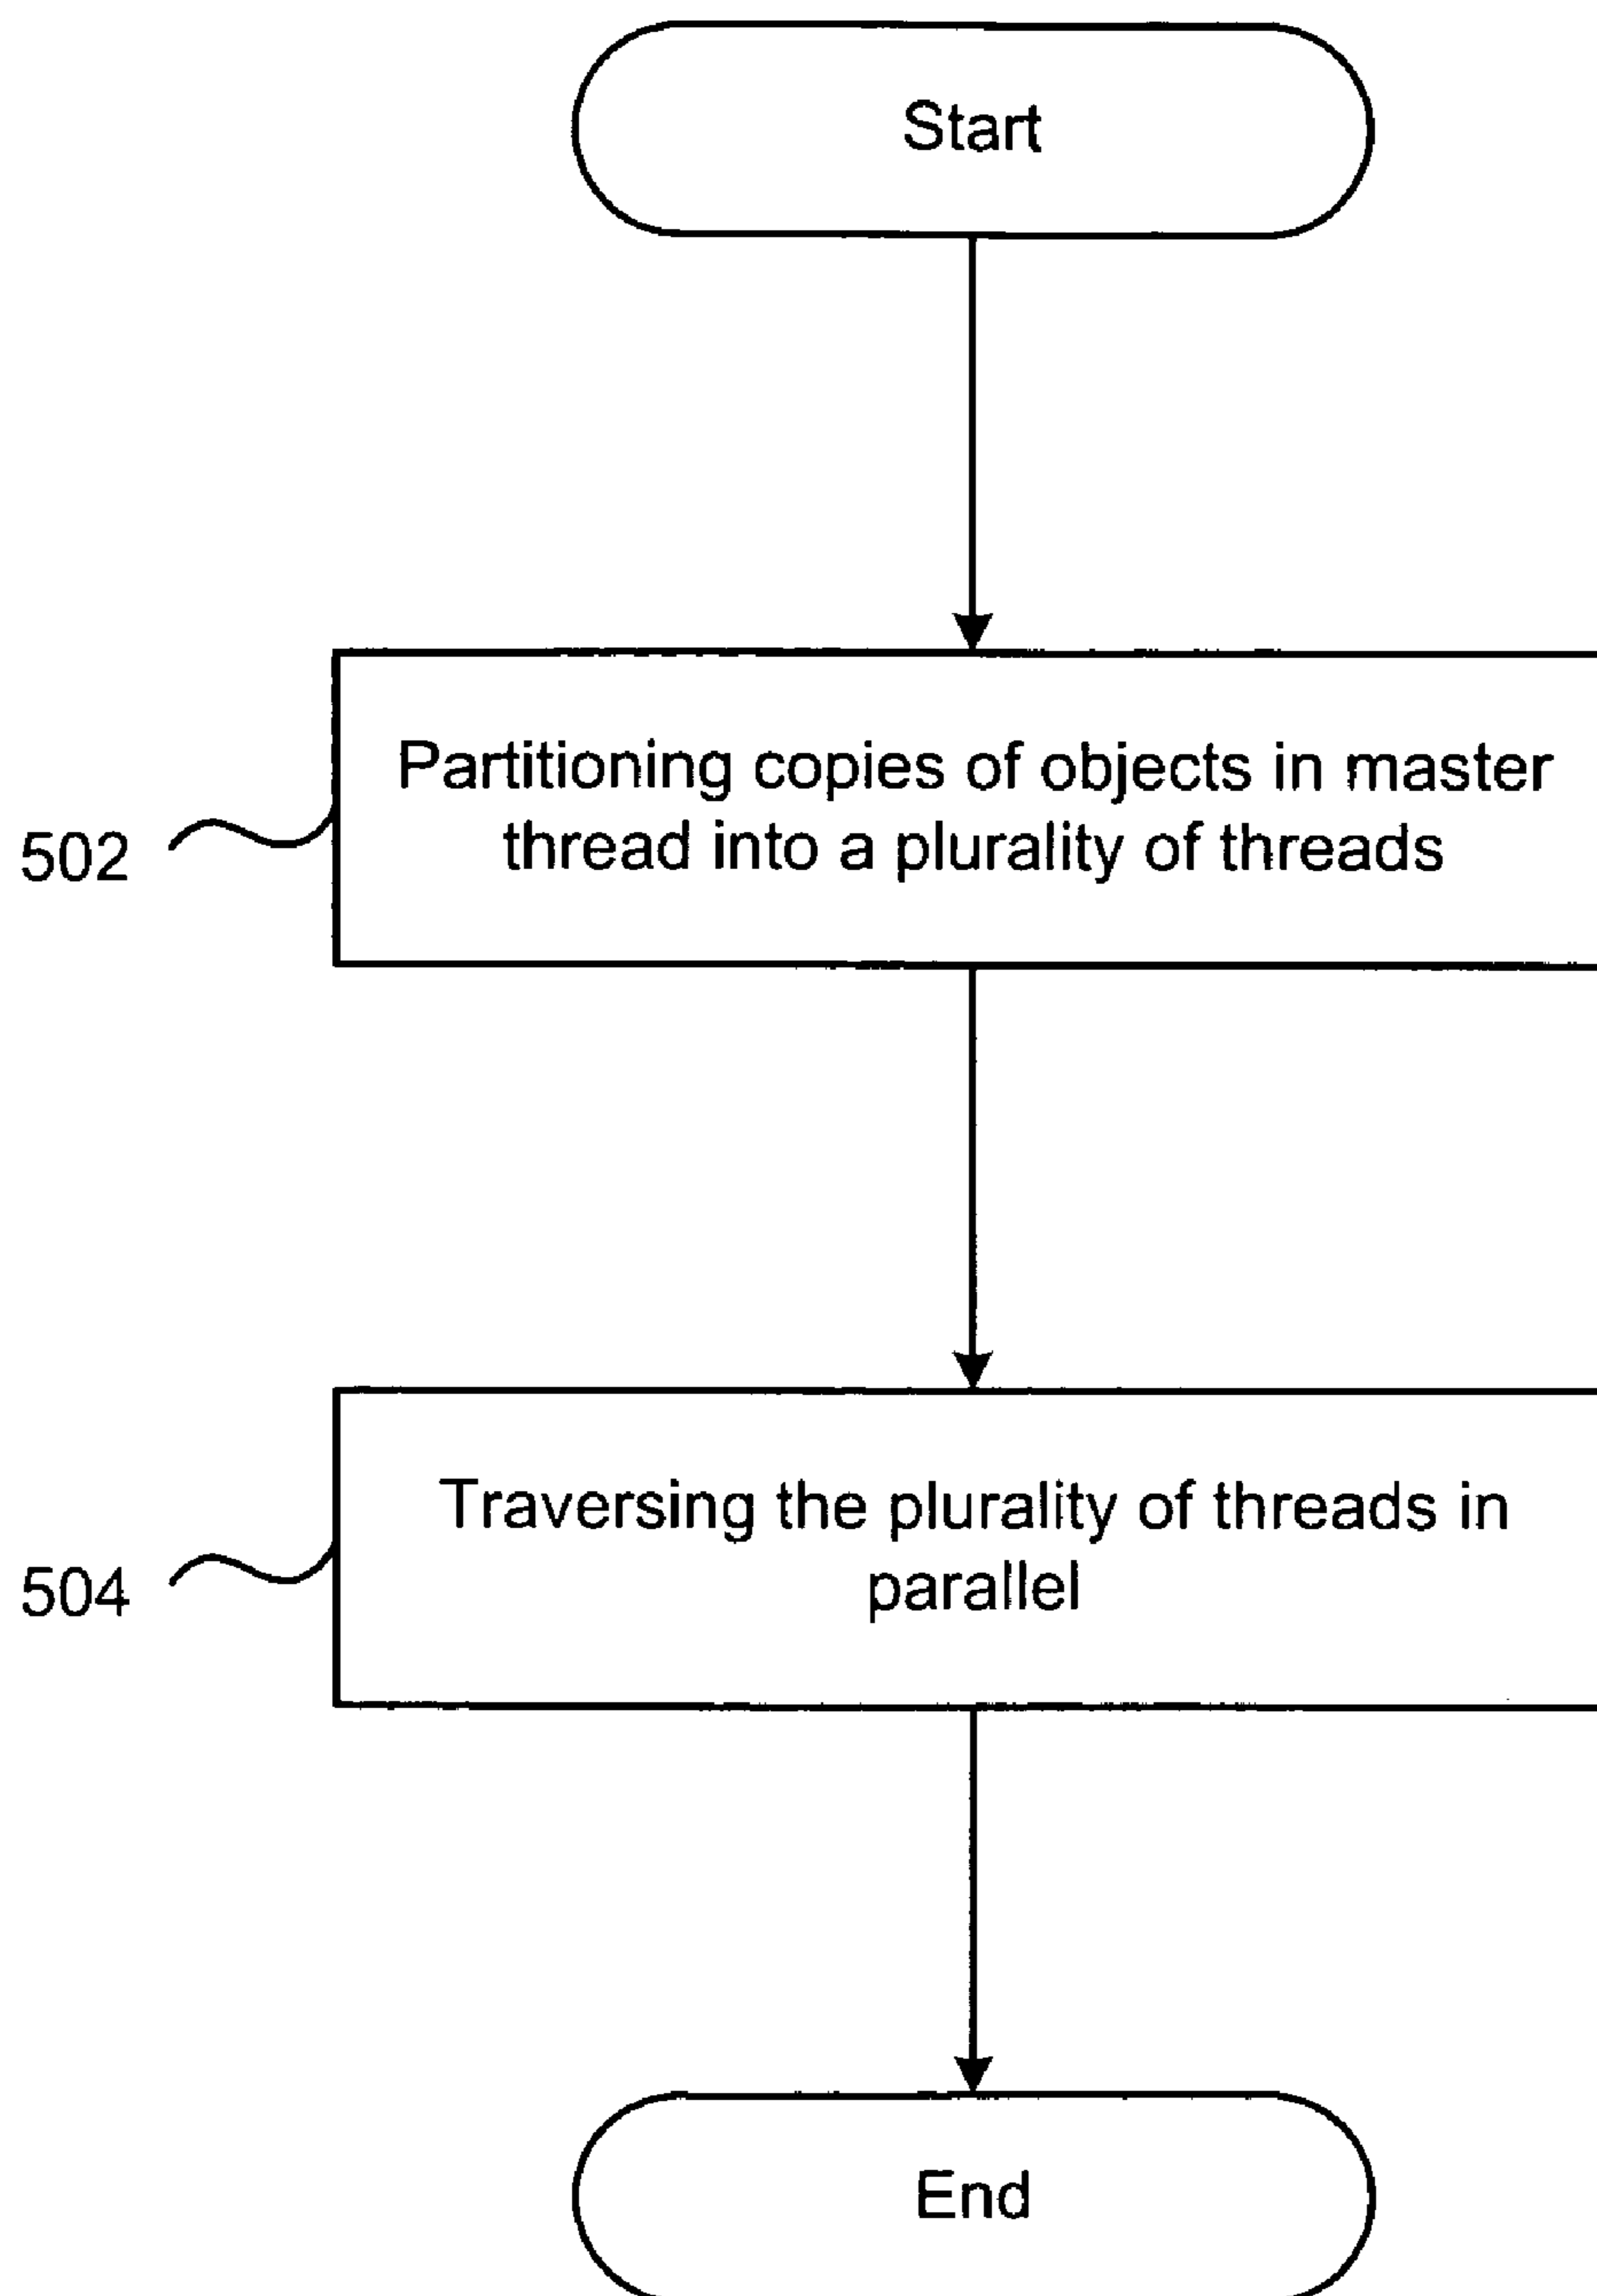 Start
Partitioning copies of objects in master
thread into a plurality of threads
502
Traversing the plurality of threads in
parallel
504
End